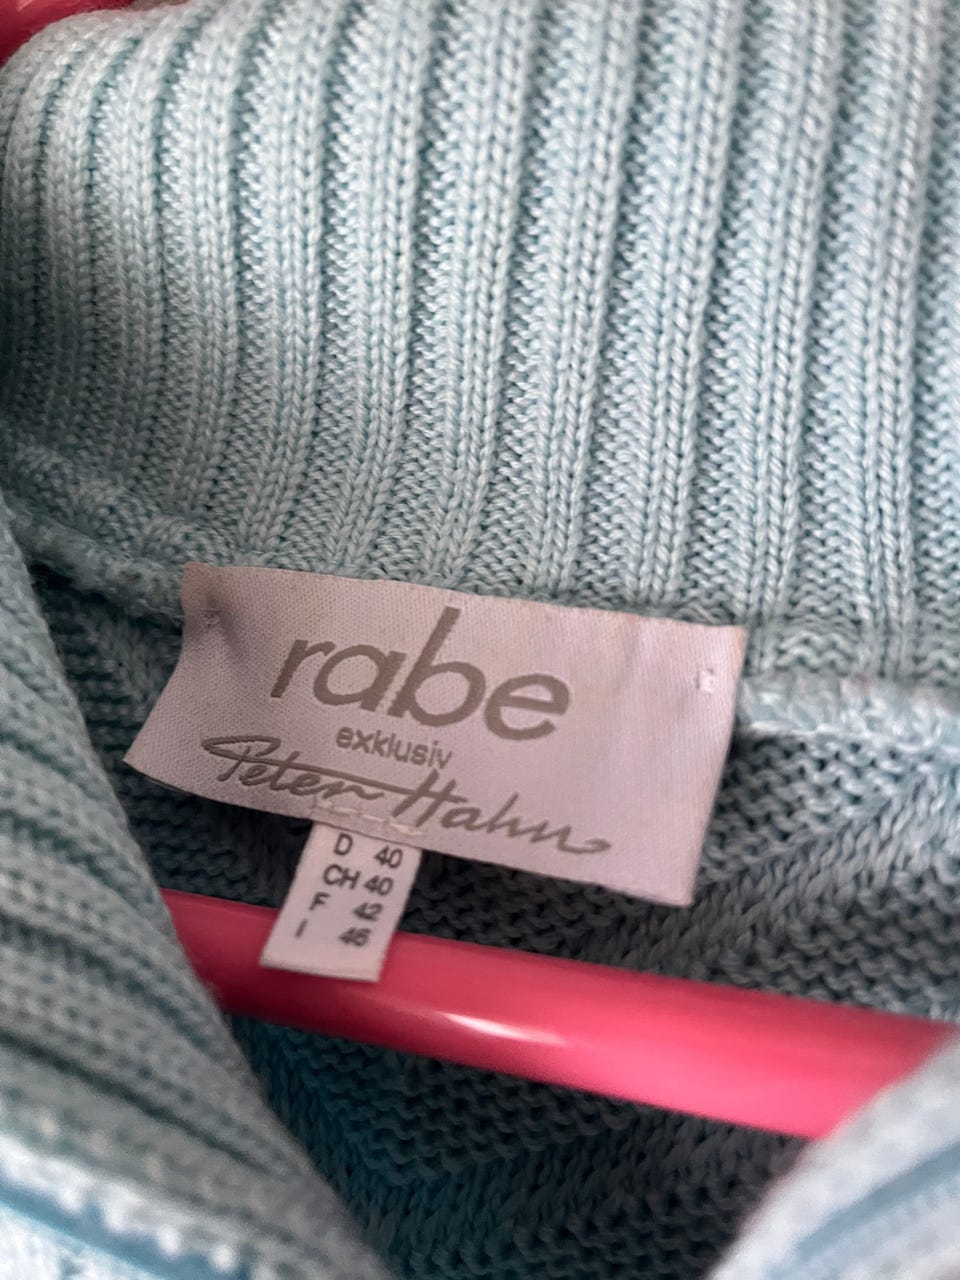 rabe
exklusiv
Peter Hahn
D 40
CH 40
F 42
I 46